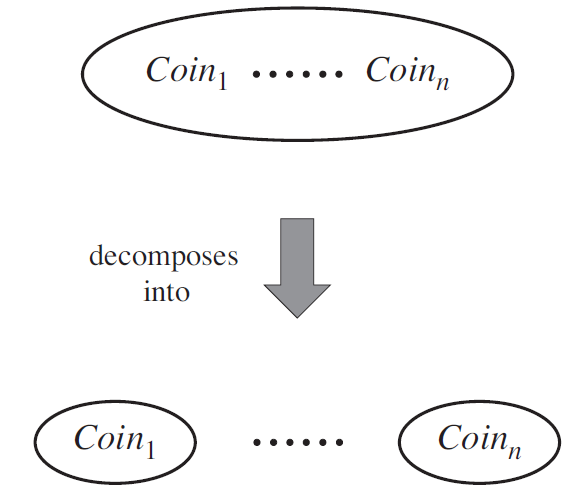 Coin₁ ...... Coinₙ
decomposes
into
Coin₁ ...... Coinₙ